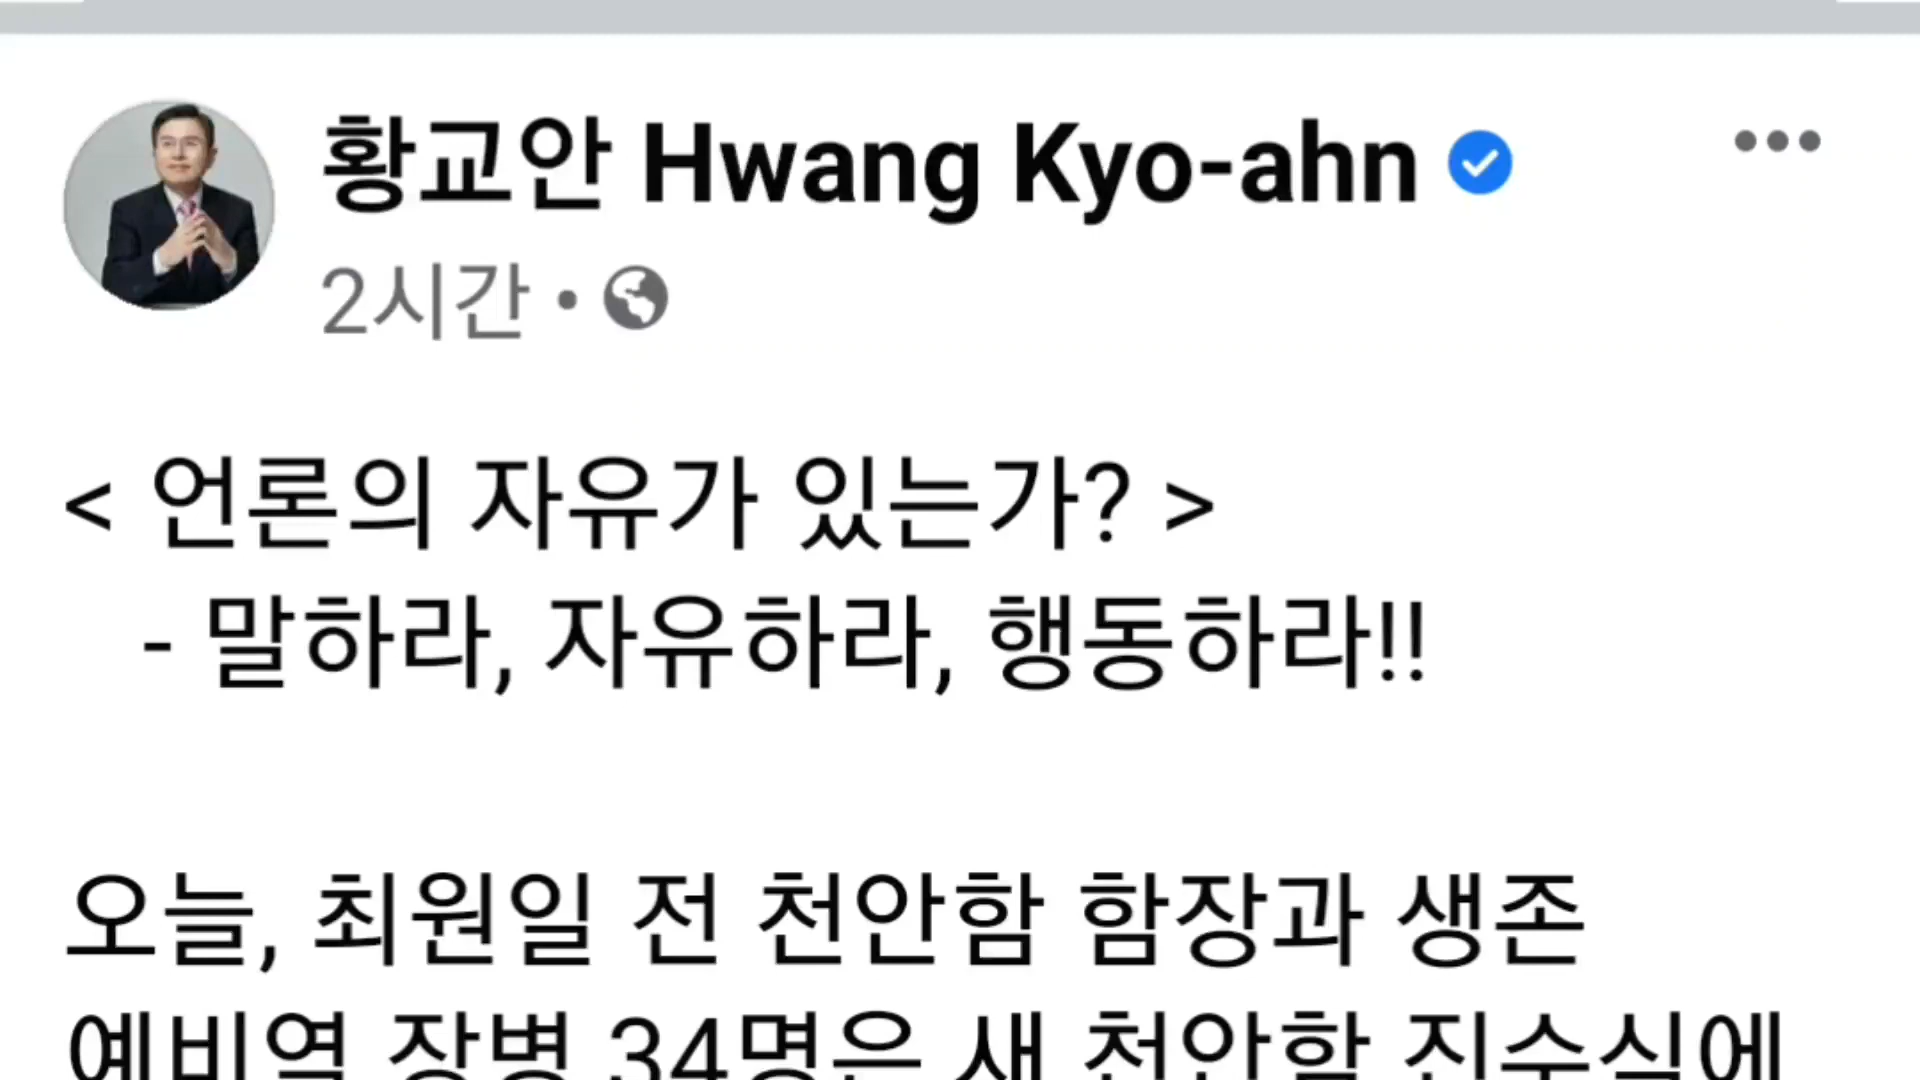 황교안 Hwang Kyo-ahn
2시간 •
< 언론의 자유가 있는가? >
- 말하라, 자유하라, 행동하라!!
오늘, 최원일 전 천안함 함장과 생존
예비역 장병 34명은 새 천안함 진수식에